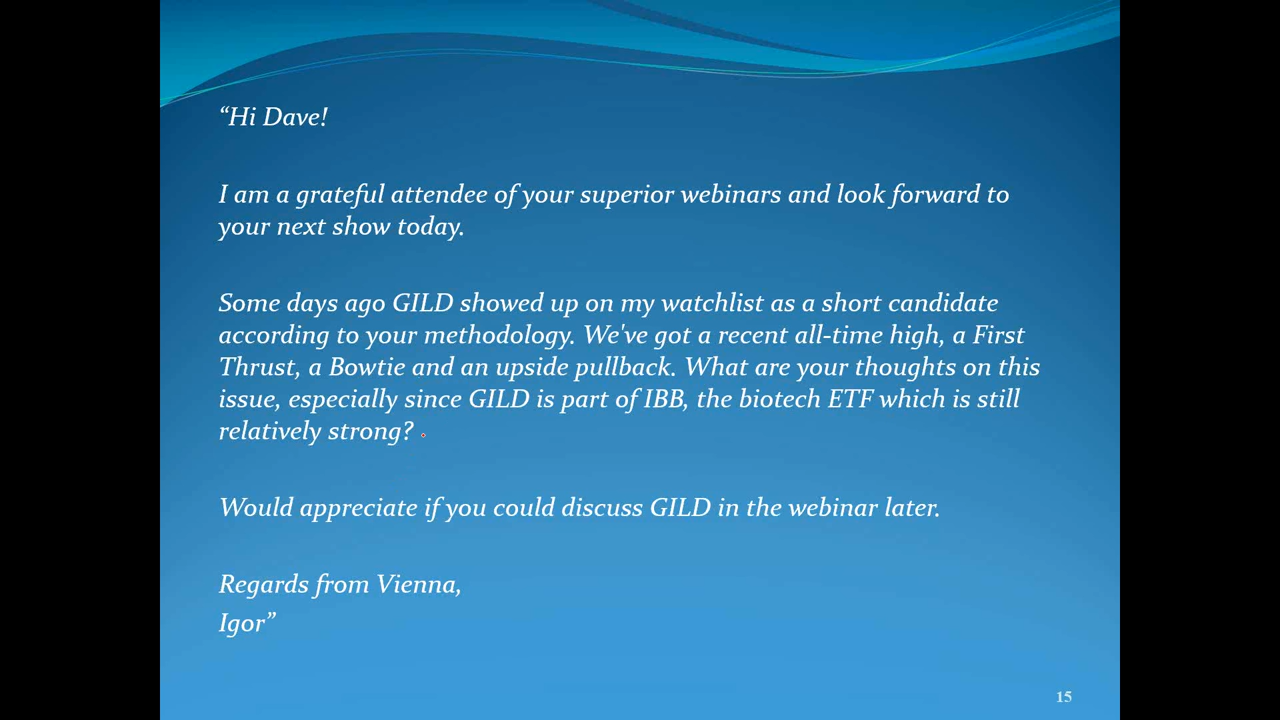 “Hi Dave!
I am a grateful attendee of your superior webinars and look forward to
your next show today.
Some days ago GILD showed up on my watchlist as a short candidate
according to your methodology. We've got a recent all-time high, a First
Thrust, a Bowtie and an upside pullback. What are your thoughts on this
issue, especially since GILD is part of IBB, the biotech ETF which is still
relatively strong?
Would appreciate if you could discuss GILD in the webinar later.
Regards from Vienna,
Igor”
15